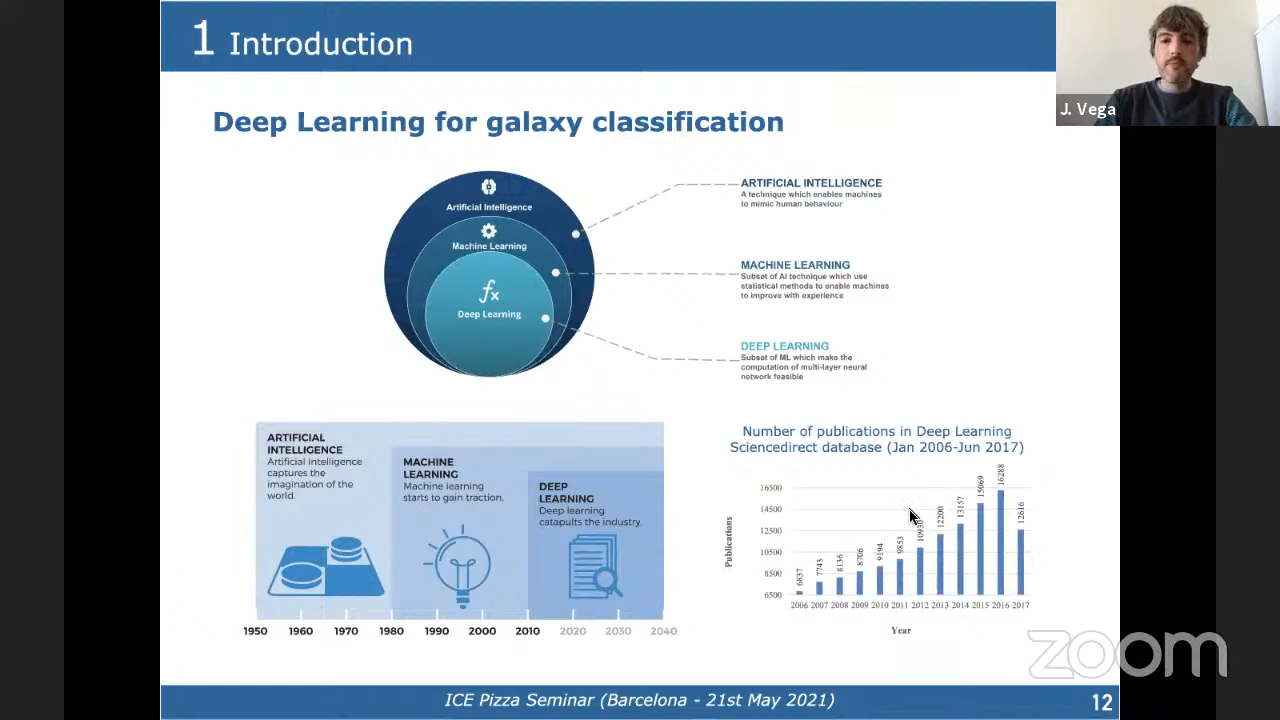 1 Introduction
J. Vega
Deep Learning for galaxy classification
Artificial Intelligence
Machine Learning
fx
Deep Learning
ARTIFICIAL INTELLIGENCE
A technique which enables machines
to mimic human behaviour
MACHINE LEARNING
Subset of AI technique which use
statistical methods to enable machines
to improve with experience
DEEP LEARNING
Subset of ML which make the
computation of multi-layer neural
network feasible
ARTIFICIAL
INTELLIGENCE
Artificial Intelligence
captures the
imagination of the
world.
MACHINE
LEARNING
Machine learning
starts to gain traction.
DEEP
LEARNING
Deep learning
catapults the industry.
1950 1960 1970 1980 1990 2000 2010 2020 2030 2040
Number of publications in Deep Learning
Sciencedirect database (Jan 2006-Jun 2017)
Publications
16500
14500
12500
10500
8500
6500
6837 7743 8136 8706 9194 9853 12200 13157 15069 16288 12616
2006 2007 2008 2009 2010 2011 2012 2013 2014 2015 2016 2017
Year
zoom
ICE Pizza Seminar (Barcelona - 21st May 2021)
12